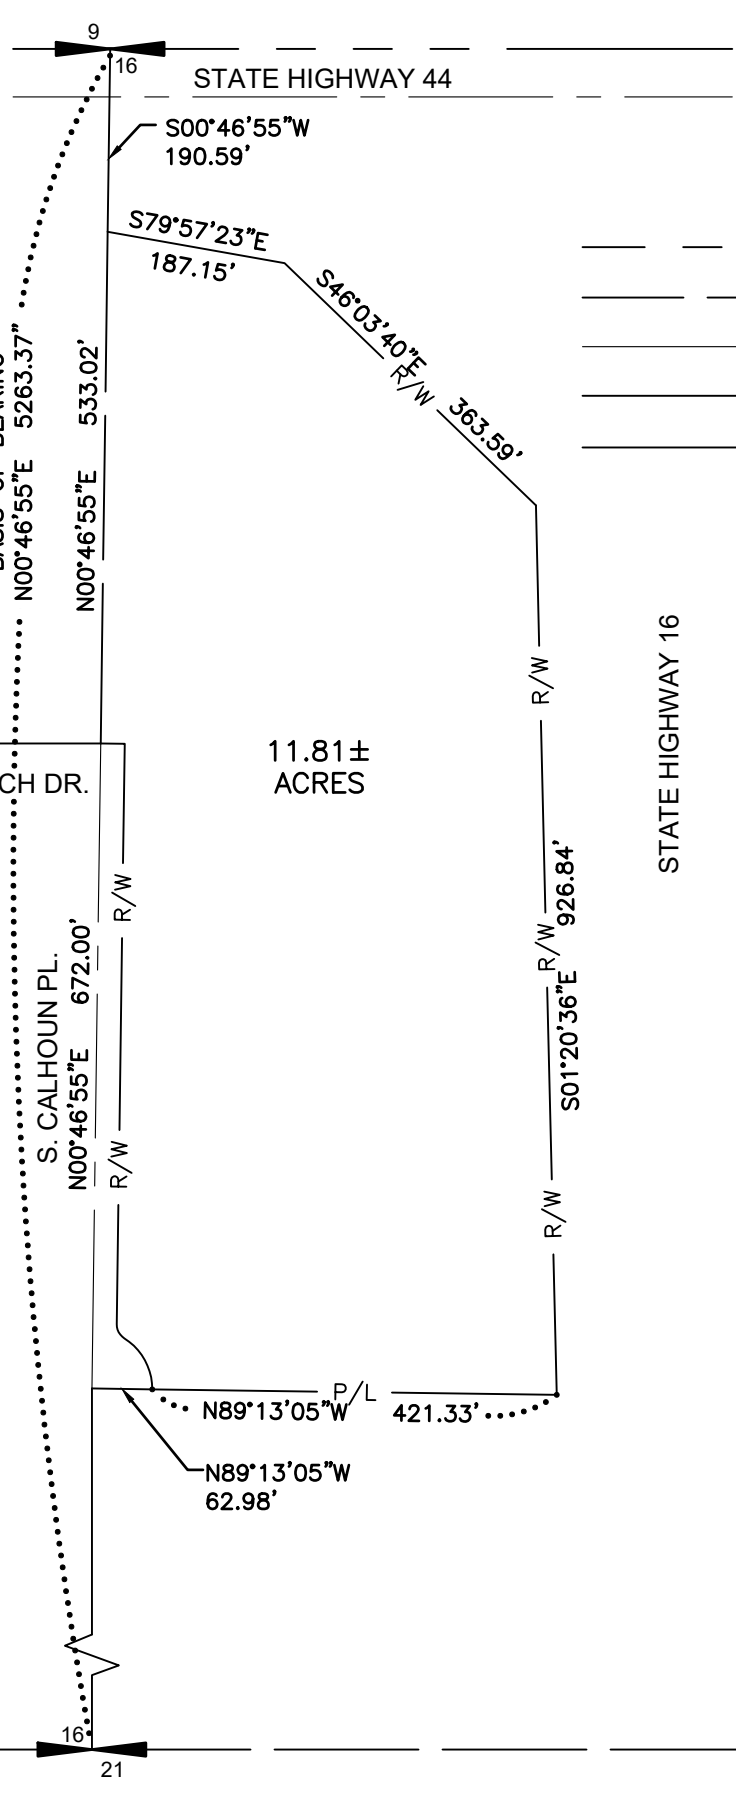 9
16
STATE HIGHWAY 44
S00°46'55"W
190.59'
S79°57'23"E
187.15'
S46°03'40"E 363.59'
R/W
N00°46'55"E 5263.37"
N00°46'55"E 533.02'
R/W
STATE HIGHWAY 16
11.81±
ACRES
CH DR.
R/W
R/W
S01°20'36"E 926.84'
S. CALHOUN PL.
N00°46'55"E 672.00'
R/W
R/W
P/L
N89°13'05"W 421.33'
N89°13'05"W
62.98'
16
21